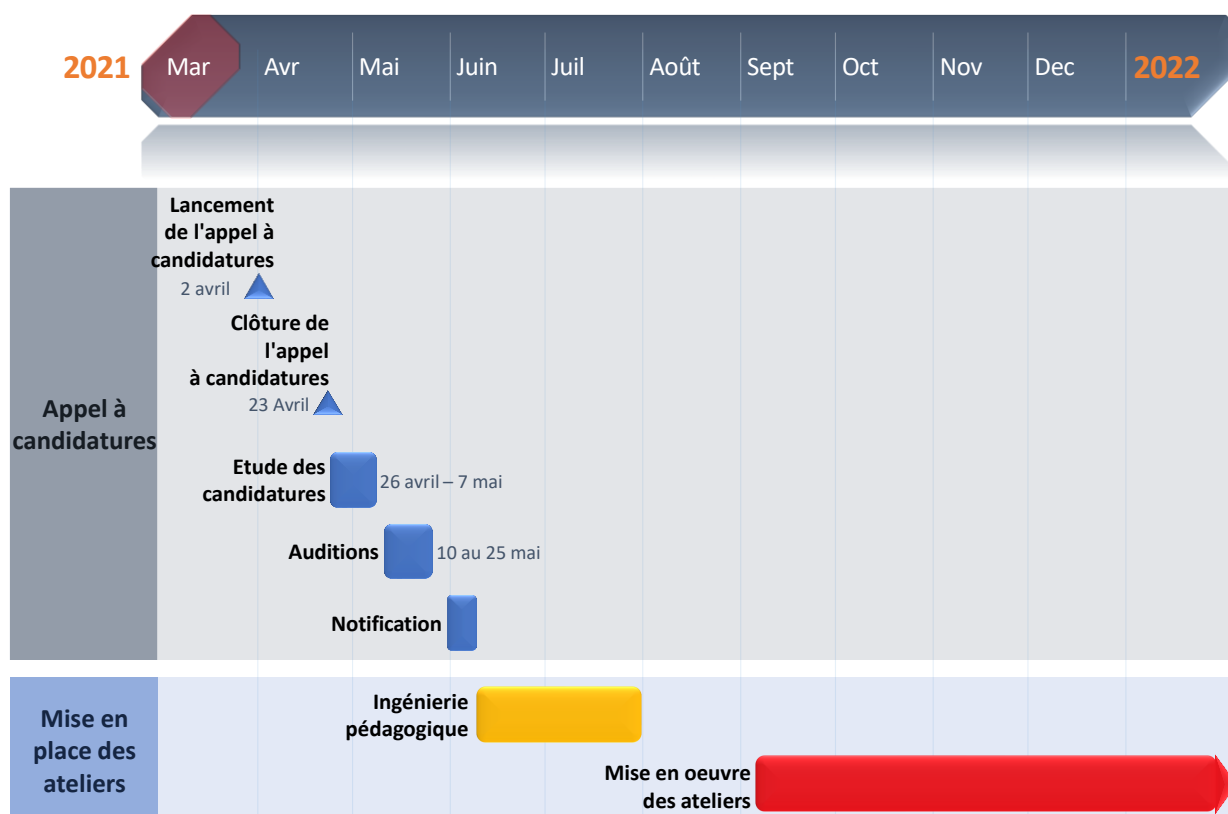 2021 Mar Avr Mai Juin Juil Août Sept Oct Nov Dec 2022
Appel à
candidatures
Lancement
de l'appel à
candidatures
2 avril
Clôture de
l'appel
à candidatures
23 Avril
Etude des
candidatures
26 avril – 7 mai
Auditions
10 au 25 mai
Notification
Mise en
place des
ateliers
Ingénierie
pédagogique
Mise en oeuvre
des ateliers